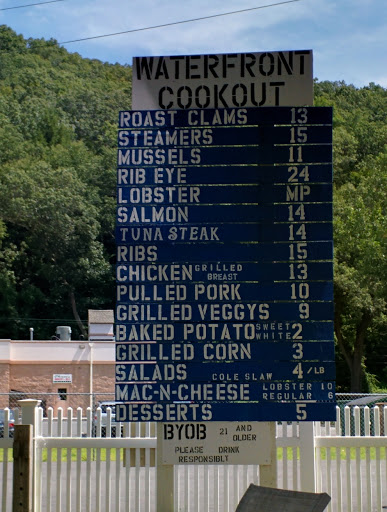 WATERFRONT
COOKOUT
ROAST CLAMS 13
STEAMERS 15
MUSSELS 11
RIB EYE 24
LOBSTER MP
SALMON 14
TUNA STEAK 14
RIBS 15
CHICKEN GRILLED BREAST 13
PULLED PORK 10
GRILLED VEGGYS 9
BAKED POTATO SWEET WHITE 2
GRILLED CORN 3
SALADS COLE SLAW 4/LB
MAC-N-CHEESE LOBSTER 10 REGULAR 6
DESSERTS 5
BYOB 21 AND OLDER
PLEASE DRINK
RESPONSIBLY